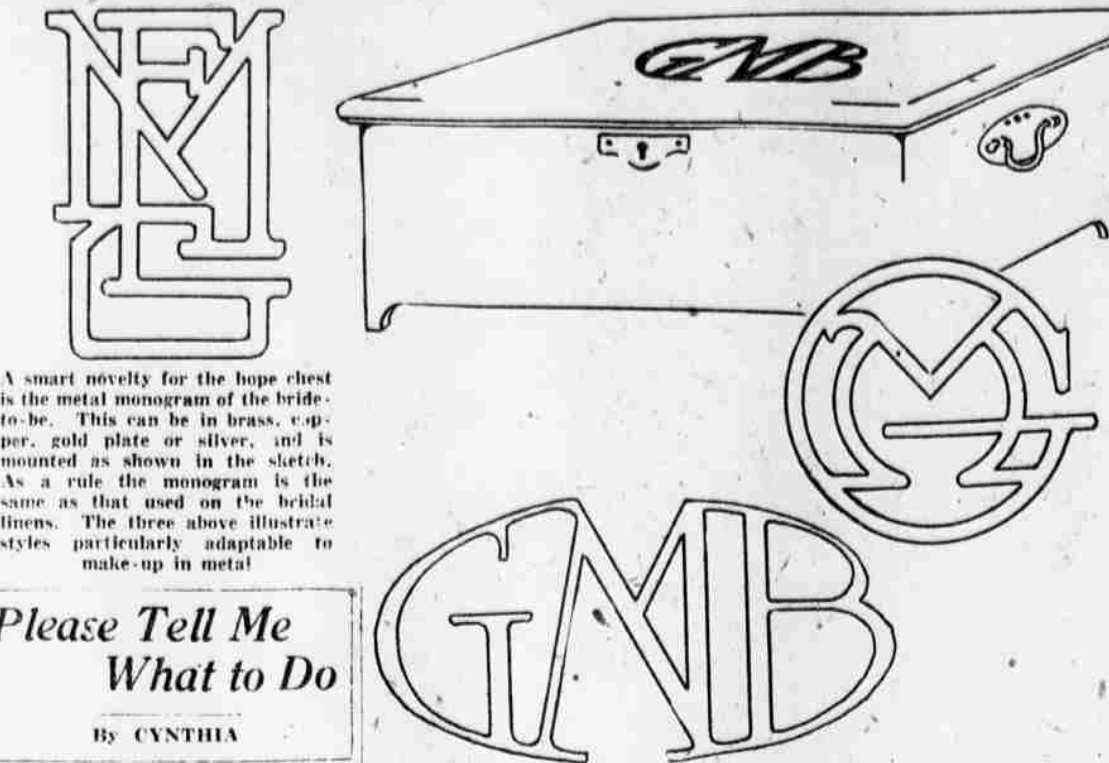 GMB
A smart novelty for the hope chest
is the metal monogram of the bride-
to-be. This can be in brass, cop-
per, gold plate or silver, and is
mounted as shown in the sketch.
As a rule the monogram is the
same as that used on the bridal
linens. The three above illustrate
styles particularly adaptable to
make-up in metal
GMB
Please Tell Me
What to Do
By CYNTHIA